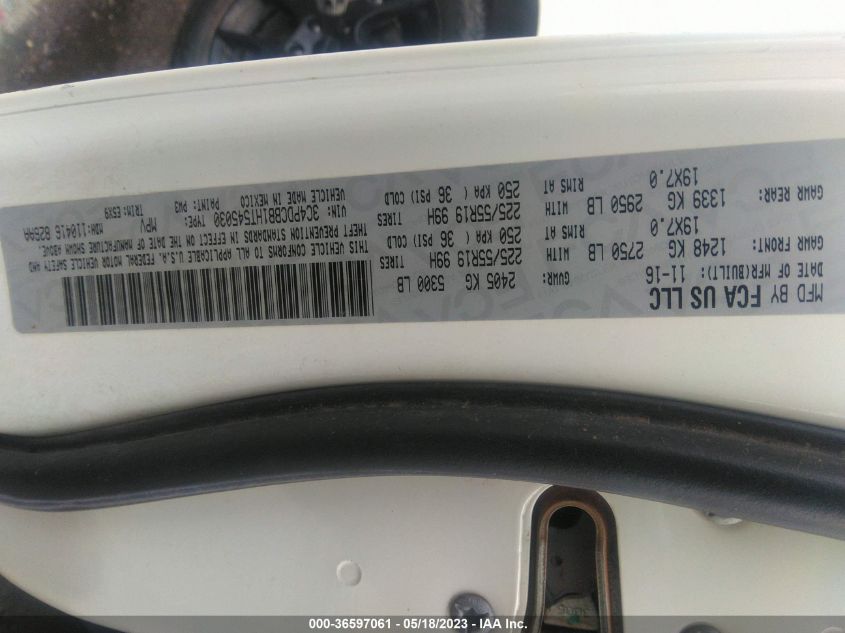 MFD BY FCA US LLC
DATE OF MFR(BUILT): 11-16
GVWR: 2405 KG 5300 LB
GAWR FRONT: 1248 KG 2750 LB WITH 225/55R19 99H TIRES
19X7.0 RIMS AT 250 KPA ( 36 PSI) COLD
GAWR REAR: 1339 KG 2950 LB WITH 225/55R19 99H TIRES
19X7.0 RIMS AT 250 KPA ( 36 PSI) COLD
THIS VEHICLE CONFORMS TO ALL APPLICABLE U.S.A. FEDERAL MOTOR VEHICLE SAFETY AND
THEFT PREVENTION STANDARDS IN EFFECT ON THE DATE OF MANUFACTURE SHOWN ABOVE
VIN: 3C4PDCBB1HT545030 TYPE: MPV MDH:110416 826AA
VEHICLE MADE IN MEXICO PAINT: PW3 TRIM: E5X9
000-36597061 - 05/18/2023 - IAA Inc.